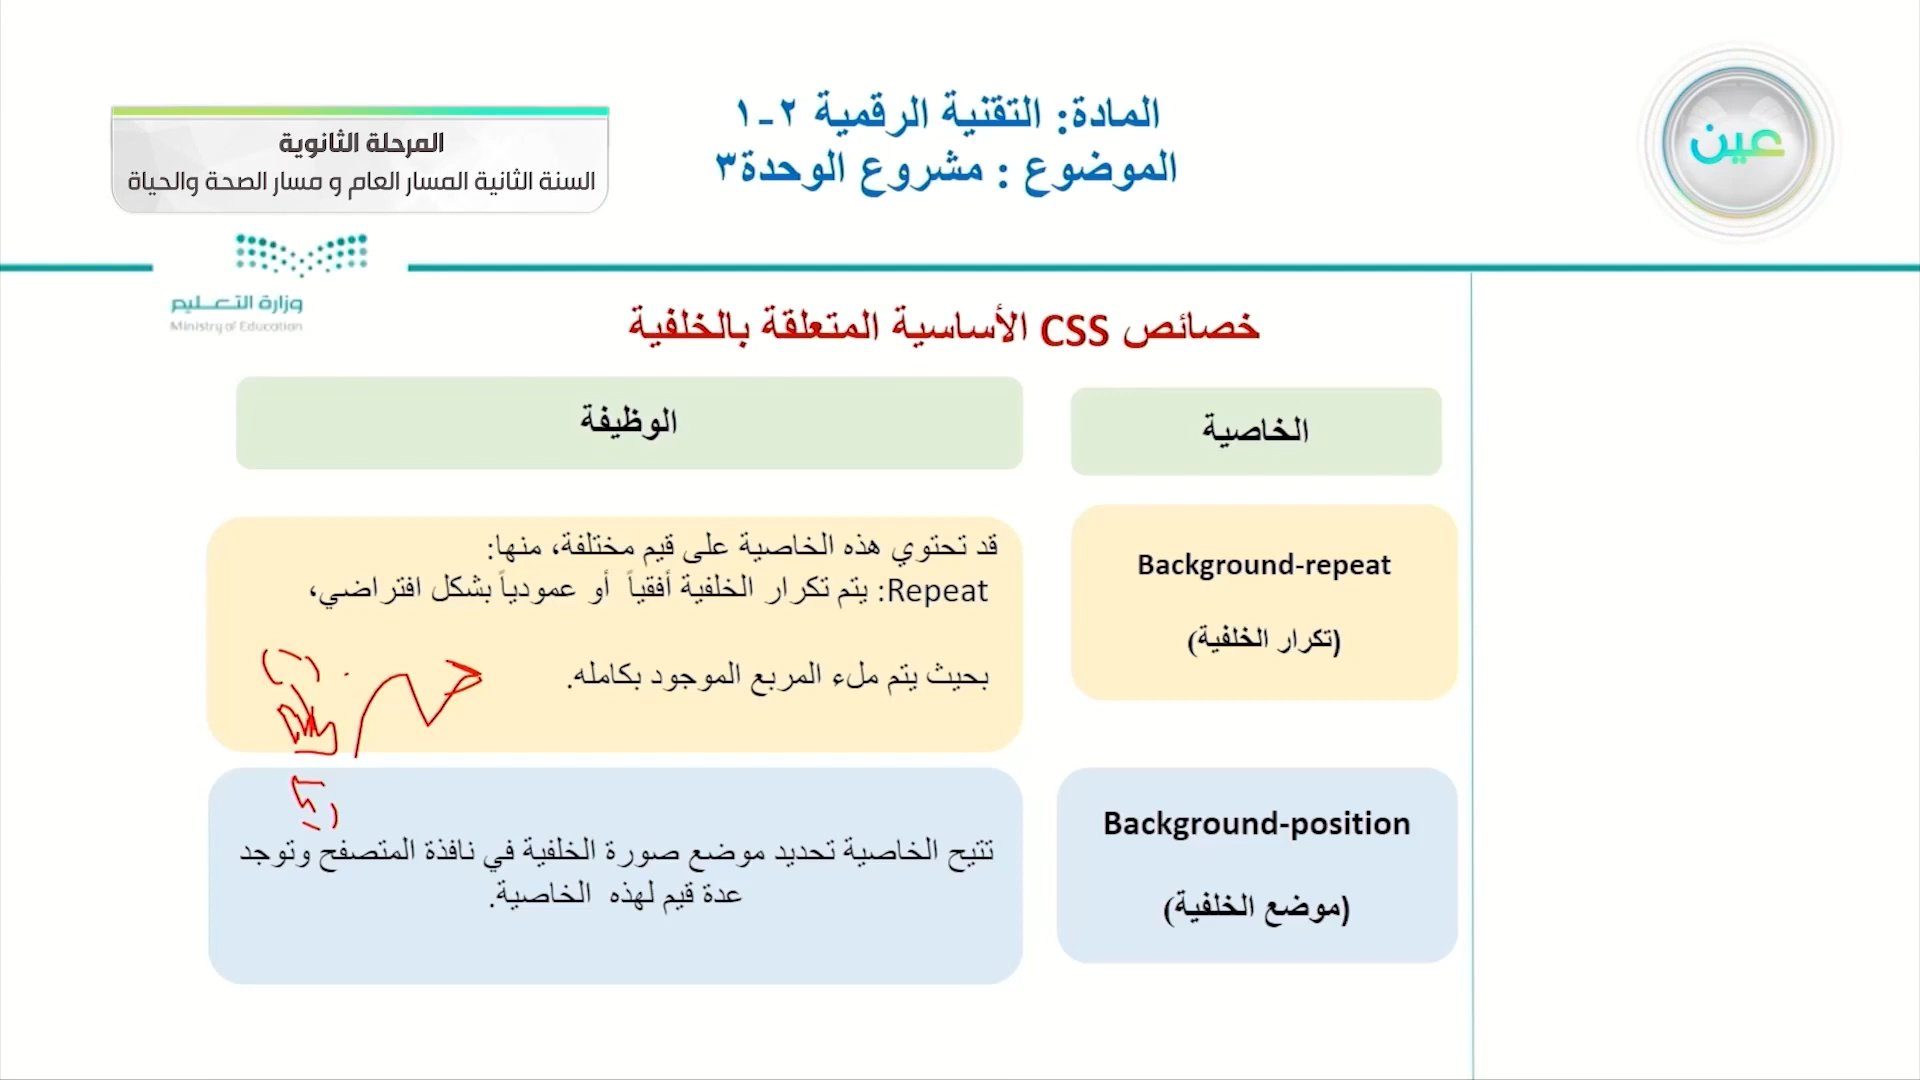 المرحلة الثانوية
السنة الثانية المسار العام و مسار الصحة والحياة
المادة: التقنية الرقمية ٢-١
الموضوع : مشروع الوحدة٣
عين
وزارة التعليم
Ministry of Education
خصائص CSS الأساسية المتعلقة بالخلفية
الخاصية
الوظيفة
Background-repeat
(تكرار الخلفية)
قد تحتوي هذه الخاصية على قيم مختلفة، منها:
Repeat: يتم تكرار الخلفية أفقياً أو عمودياً بشكل افتراضي،
بحيث يتم ملء المربع الموجود بكامله.
Background-position
(موضع الخلفية)
تتيح الخاصية تحديد موضع صورة الخلفية في نافذة المتصفح وتوجد
عدة قيم لهذه الخاصية.